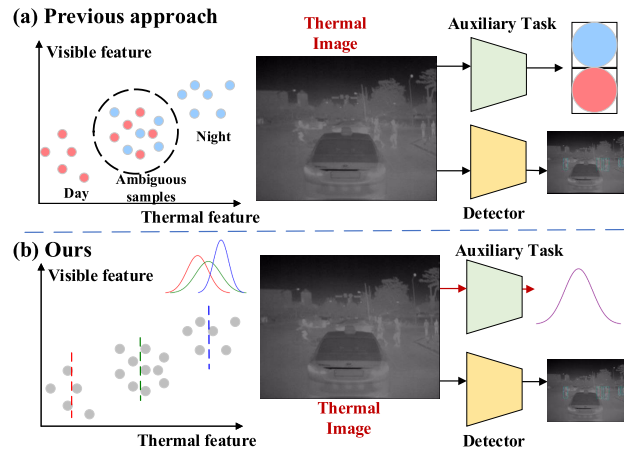 (a) Previous approach
Visible feature
Night
Day
Ambiguous
samples
Thermal feature
Thermal
Image
Auxiliary Task
Detector
(b) Ours
Visible feature
Thermal feature
Thermal
Image
Auxiliary Task
Detector